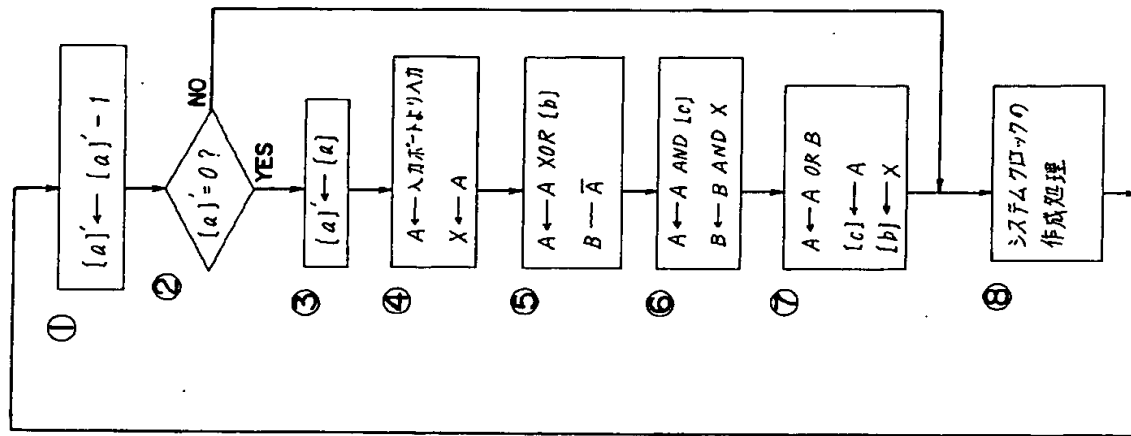 ①
[a]′ ← [a]′ − 1
②
[a]′ = 0 ?
NO
YES
③
[a]′ ← [a]
④
A ← 入力ポートより入力
X ← A
⑤
A ← A XOR [b]
B — A̅
⑥
A ← A AND [c]
B ← B AND X
⑦
A ← A OR B
[c] ← A
[b] ← X
⑧
システムクロックの
作成処理